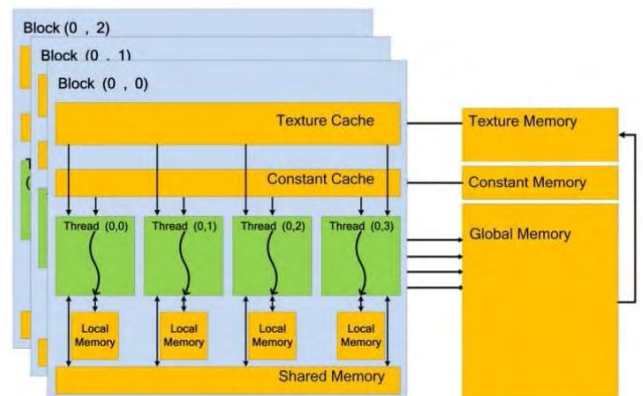 Block (0 , 2)
Block (0 , 1)
Block (0 , 0)
Texture Cache
Constant Cache
Thread (0,0)
Thread (0,1)
Thread (0,2)
Thread (0,3)
Local
Memory
Local
Memory
Local
Memory
Local
Memory
Shared Memory
Texture Memory
Constant Memory
Global Memory